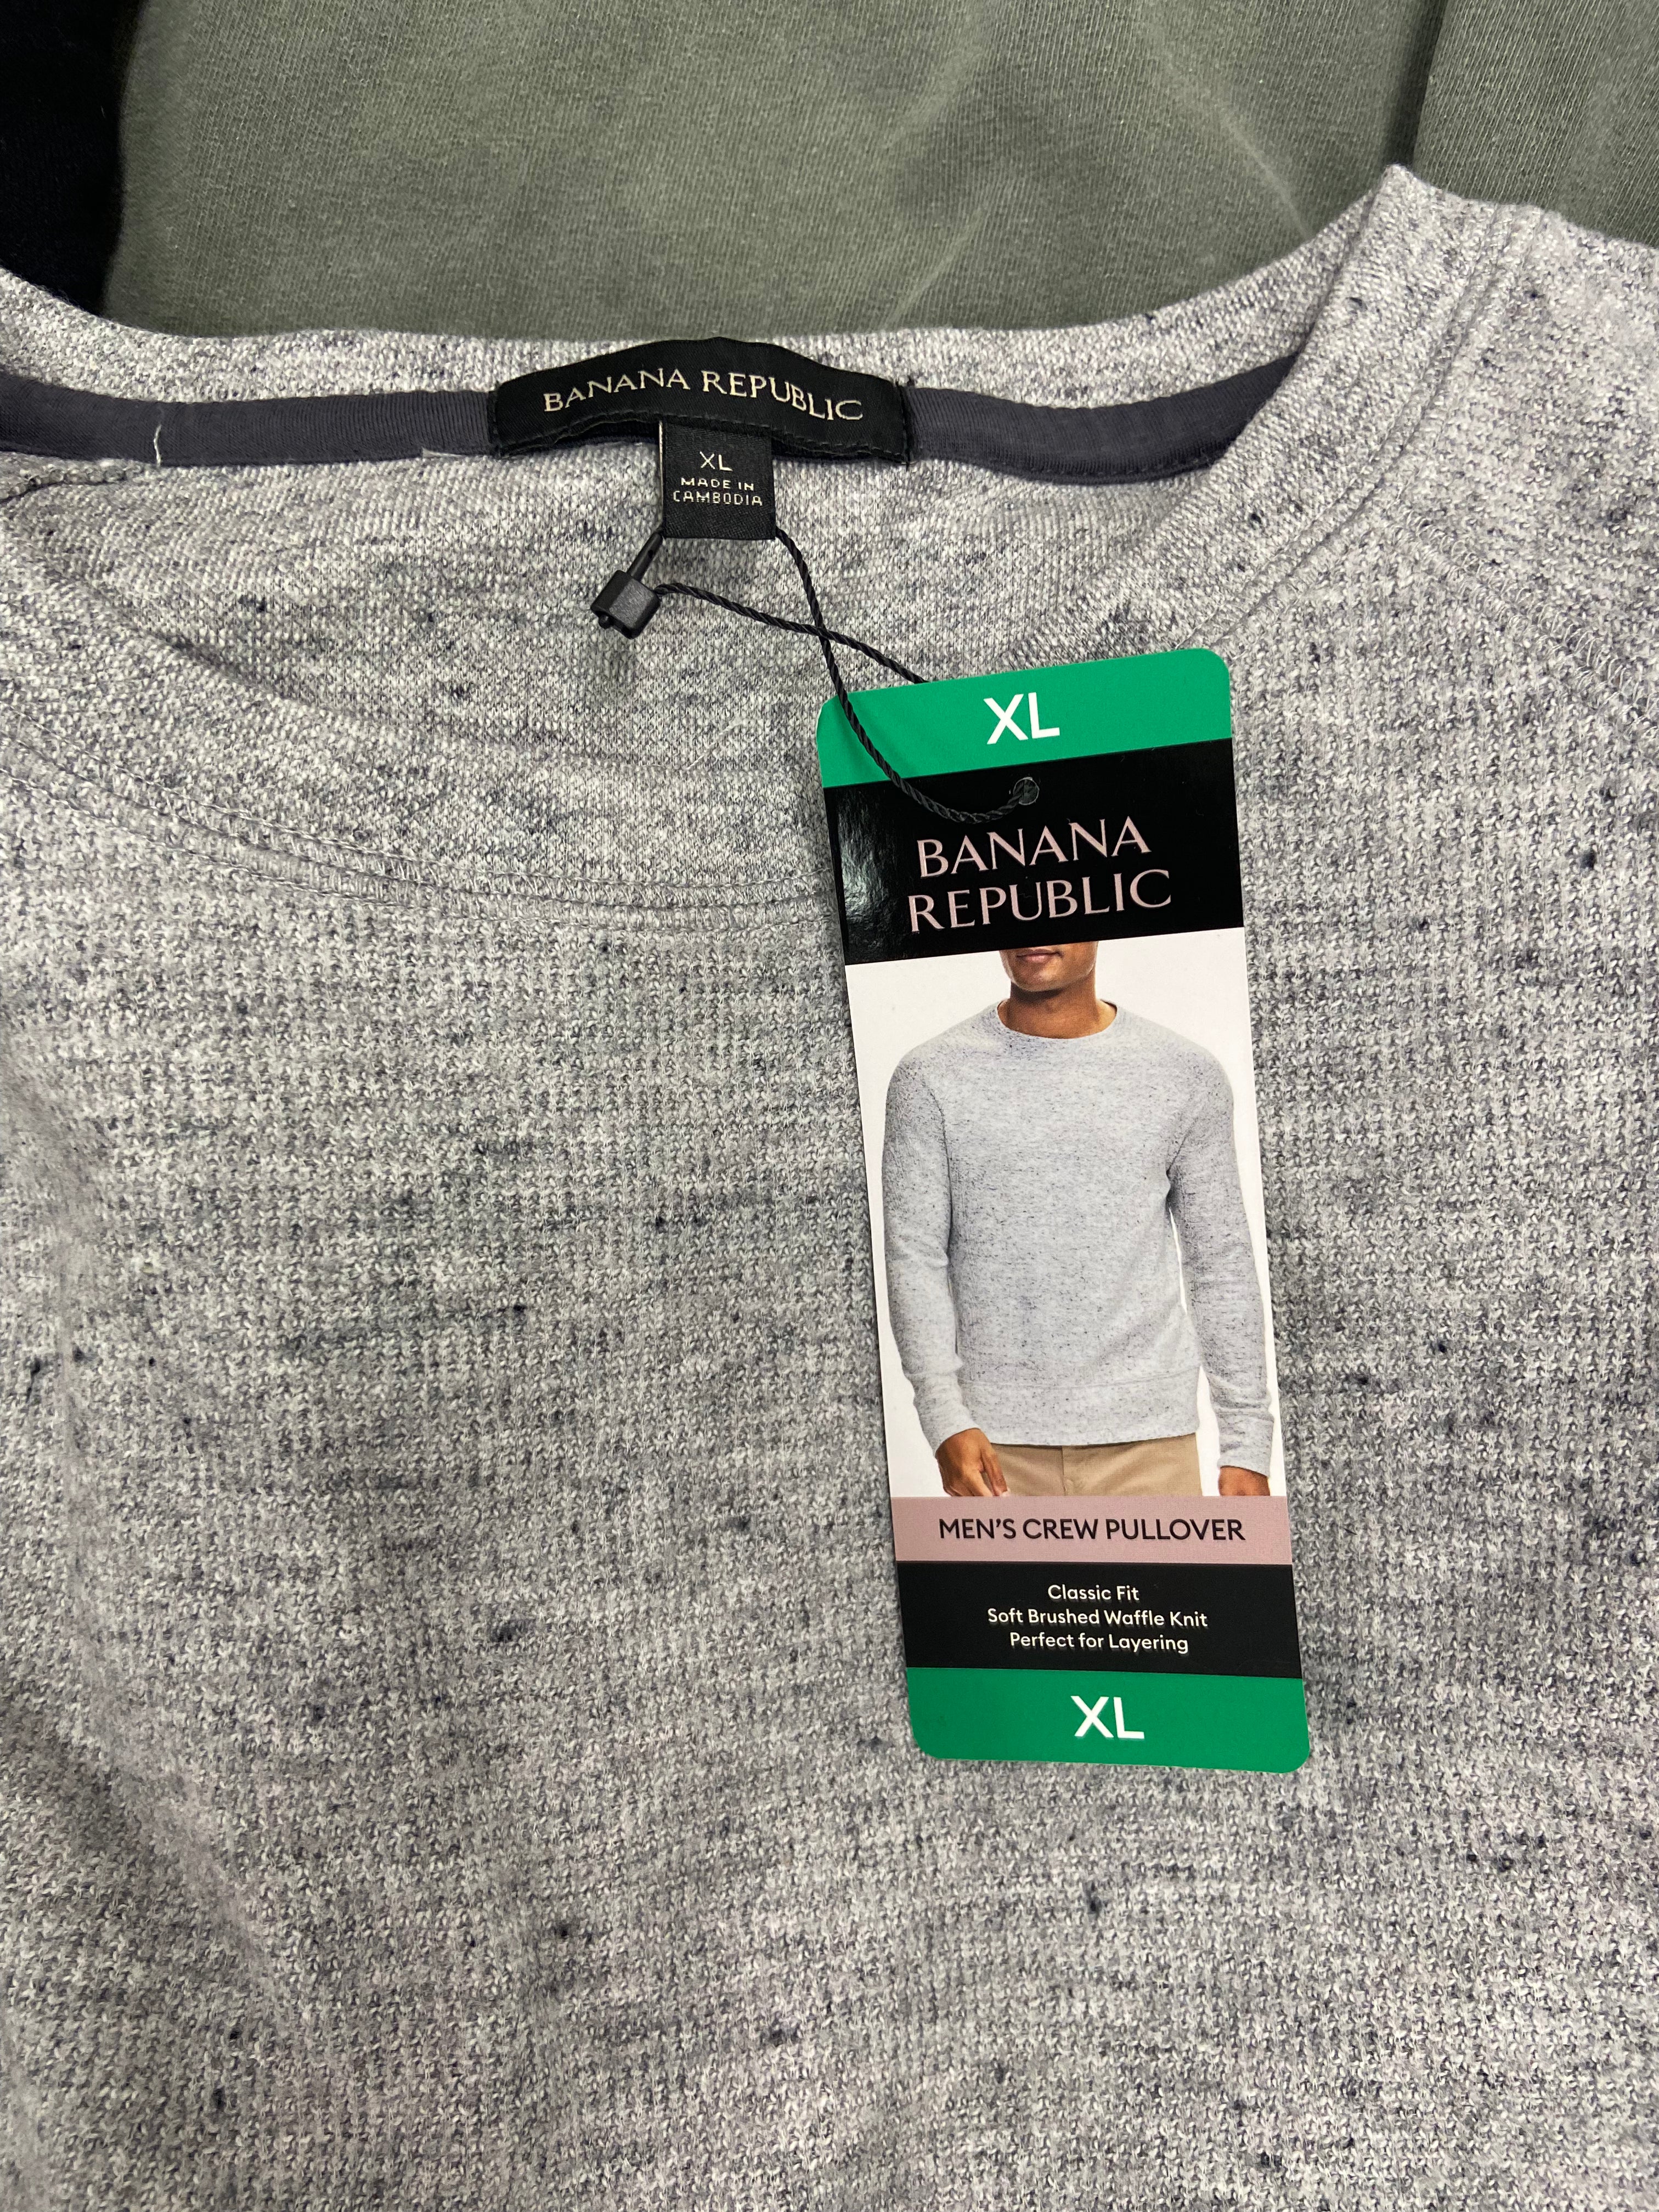 BANANA REPUBLIC
XL
MADE IN
CAMBODIA
XL
BANANA
REPUBLIC
MEN'S CREW PULLOVER
Classic Fit
Soft Brushed Waffle Knit
Perfect for Layering
XL